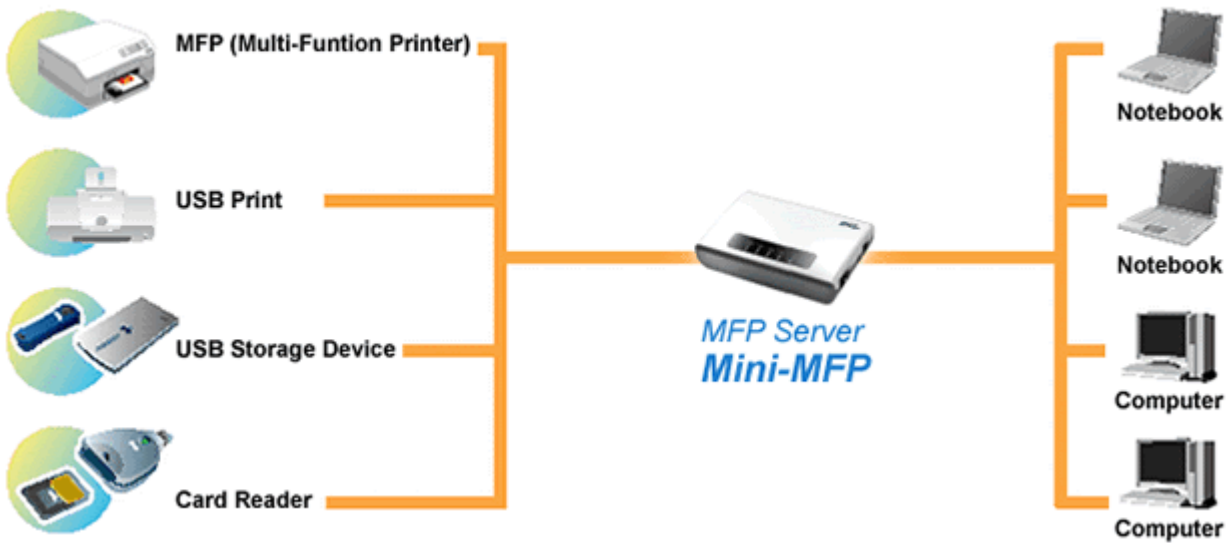 MFP (Multi-Funtion Printer)
Notebook
USB Print
Notebook
MFP Server
Mini-MFP
USB Storage Device
Computer
Card Reader
Computer